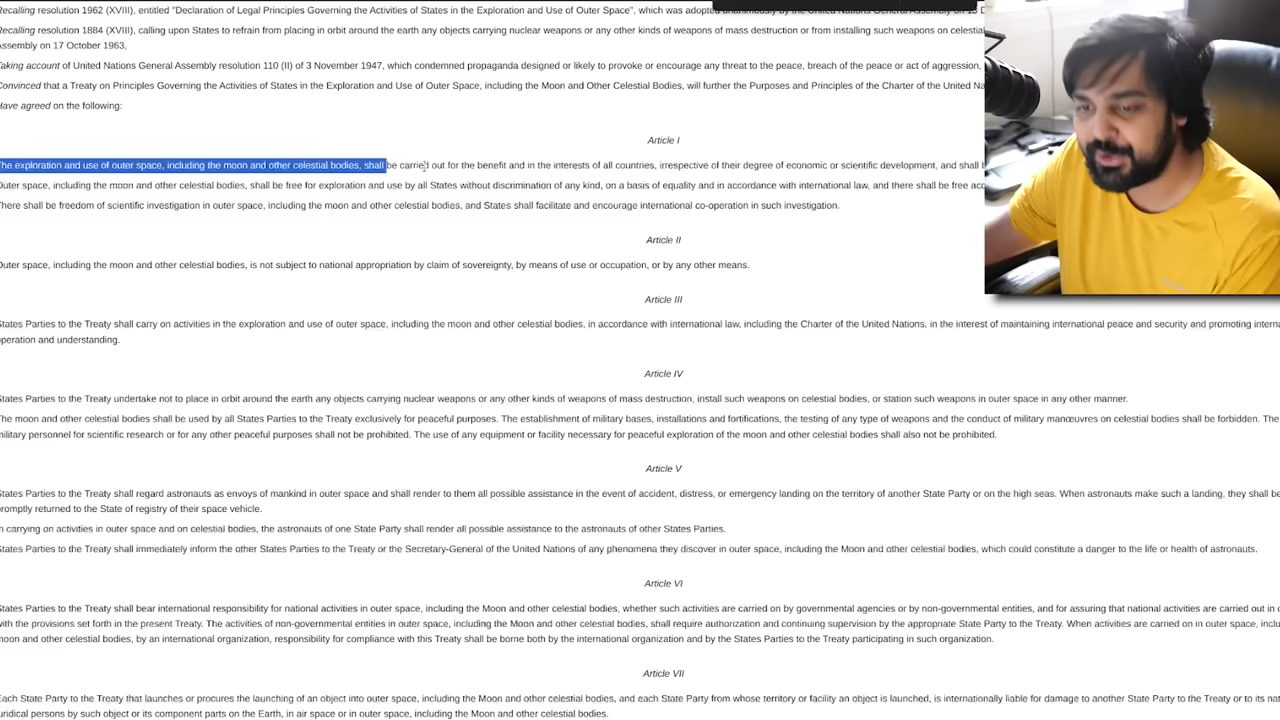 Recalling resolution 1962 (XVIII), entitled "Declaration of Legal Principles Governing the Activities of States in the Exploration and Use of Outer Space", which was adopted unanimously by the United Nations General Assembly on 13 D
Recalling resolution 1884 (XVIII), calling upon States to refrain from placing in orbit around the earth any objects carrying nuclear weapons or any other kinds of weapons of mass destruction or from installing such weapons on celestial
Assembly on 17 October 1963,
Taking account of United Nations General Assembly resolution 110 (II) of 3 November 1947, which condemned propaganda designed or likely to provoke or encourage any threat to the peace, breach of the peace or act of aggression,
Convinced that a Treaty on Principles Governing the Activities of States in the Exploration and Use of Outer Space, including the Moon and Other Celestial Bodies, will further the Purposes and Principles of the Charter of the United Na
Have agreed on the following:
Article I
The exploration and use of outer space, including the moon and other celestial bodies, shall be carried out for the benefit and in the interests of all countries, irrespective of their degree of economic or scientific development, and shall b
Outer space, including the moon and other celestial bodies, shall be free for exploration and use by all States without discrimination of any kind, on a basis of equality and in accordance with international law, and there shall be free acc
There shall be freedom of scientific investigation in outer space, including the moon and other celestial bodies, and States shall facilitate and encourage international co-operation in such investigation.
Article II
Outer space, including the moon and other celestial bodies, is not subject to national appropriation by claim of sovereignty, by means of use or occupation, or by any other means.
Article III
States Parties to the Treaty shall carry on activities in the exploration and use of outer space, including the moon and other celestial bodies, in accordance with international law, including the Charter of the United Nations, in the interest of maintaining international peace and security and promoting interna
operation and understanding.
Article IV
States Parties to the Treaty undertake not to place in orbit around the earth any objects carrying nuclear weapons or any other kinds of weapons of mass destruction, install such weapons on celestial bodies, or station such weapons in outer space in any other manner.
The moon and other celestial bodies shall be used by all States Parties to the Treaty exclusively for peaceful purposes. The establishment of military bases, installations and fortifications, the testing of any type of weapons and the conduct of military manœuvres on celestial bodies shall be forbidden. The
military personnel for scientific research or for any other peaceful purposes shall not be prohibited. The use of any equipment or facility necessary for peaceful exploration of the moon and other celestial bodies shall also not be prohibited.
Article V
States Parties to the Treaty shall regard astronauts as envoys of mankind in outer space and shall render to them all possible assistance in the event of accident, distress, or emergency landing on the territory of another State Party or on the high seas. When astronauts make such a landing, they shall be
promptly returned to the State of registry of their space vehicle.
In carrying on activities in outer space and on celestial bodies, the astronauts of one State Party shall render all possible assistance to the astronauts of other States Parties.
States Parties to the Treaty shall immediately inform the other States Parties to the Treaty or the Secretary-General of the United Nations of any phenomena they discover in outer space, including the Moon and other celestial bodies, which could constitute a danger to the life or health of astronauts.
Article VI
States Parties to the Treaty shall bear international responsibility for national activities in outer space, including the Moon and other celestial bodies, whether such activities are carried on by governmental agencies or by non-governmental entities, and for assuring that national activities are carried out in c
with the provisions set forth in the present Treaty. The activities of non-governmental entities in outer space, including the Moon and other celestial bodies, shall require authorization and continuing supervision by the appropriate State Party to the Treaty. When activities are carried on in outer space, inclu
moon and other celestial bodies, by an international organization, responsibility for compliance with this Treaty shall be borne both by the international organization and by the States Parties to the Treaty participating in such organization.
Article VII
Each State Party to the Treaty that launches or procures the launching of an object into outer space, including the Moon and other celestial bodies, and each State Party from whose territory or facility an object is launched, is internationally liable for damage to another State Party to the Treaty or to its nat
juridical persons by such object or its component parts on the Earth, in air space or in outer space, including the Moon and other celestial bodies.